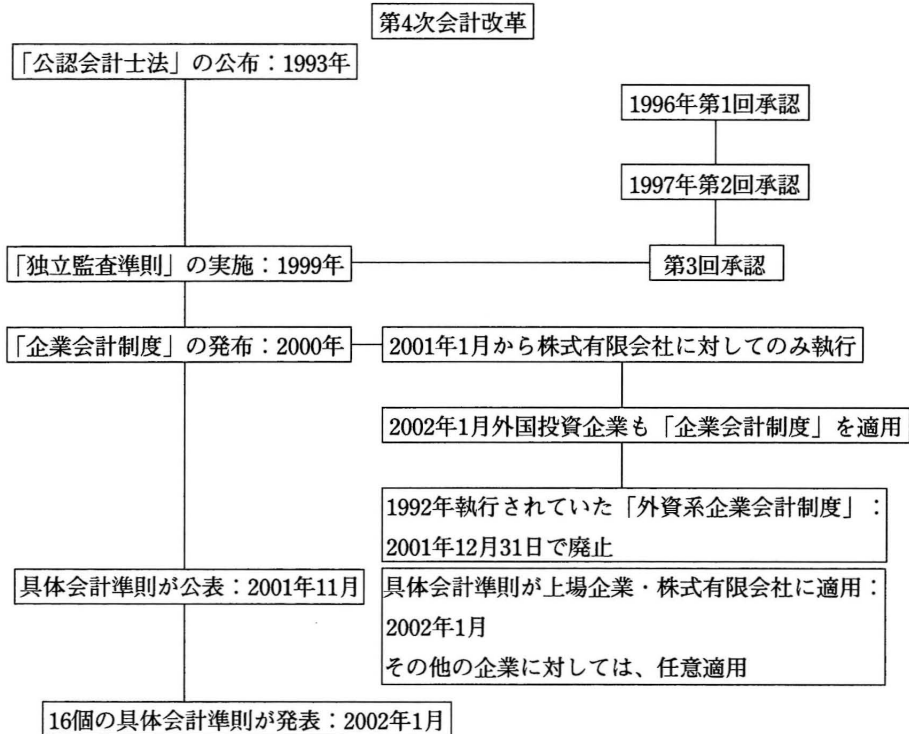 第4次会計改革
「公認会計士法」の公布：1993年
1996年第1回承認
1997年第2回承認
「独立監査準則」の実施：1999年
第3回承認
「企業会計制度」の発布：2000年
2001年1月から株式有限会社に対してのみ執行
2002年1月外国投資企業も「企業会計制度」を適用
1992年執行されていた「外資系企業会計制度」：
2001年12月31日で廃止
具体会計準則が公表：2001年11月
具体会計準則が上場企業・株式有限会社に適用：
2002年1月
その他の企業に対しては、任意適用
16個の具体会計準則が発表：2002年1月